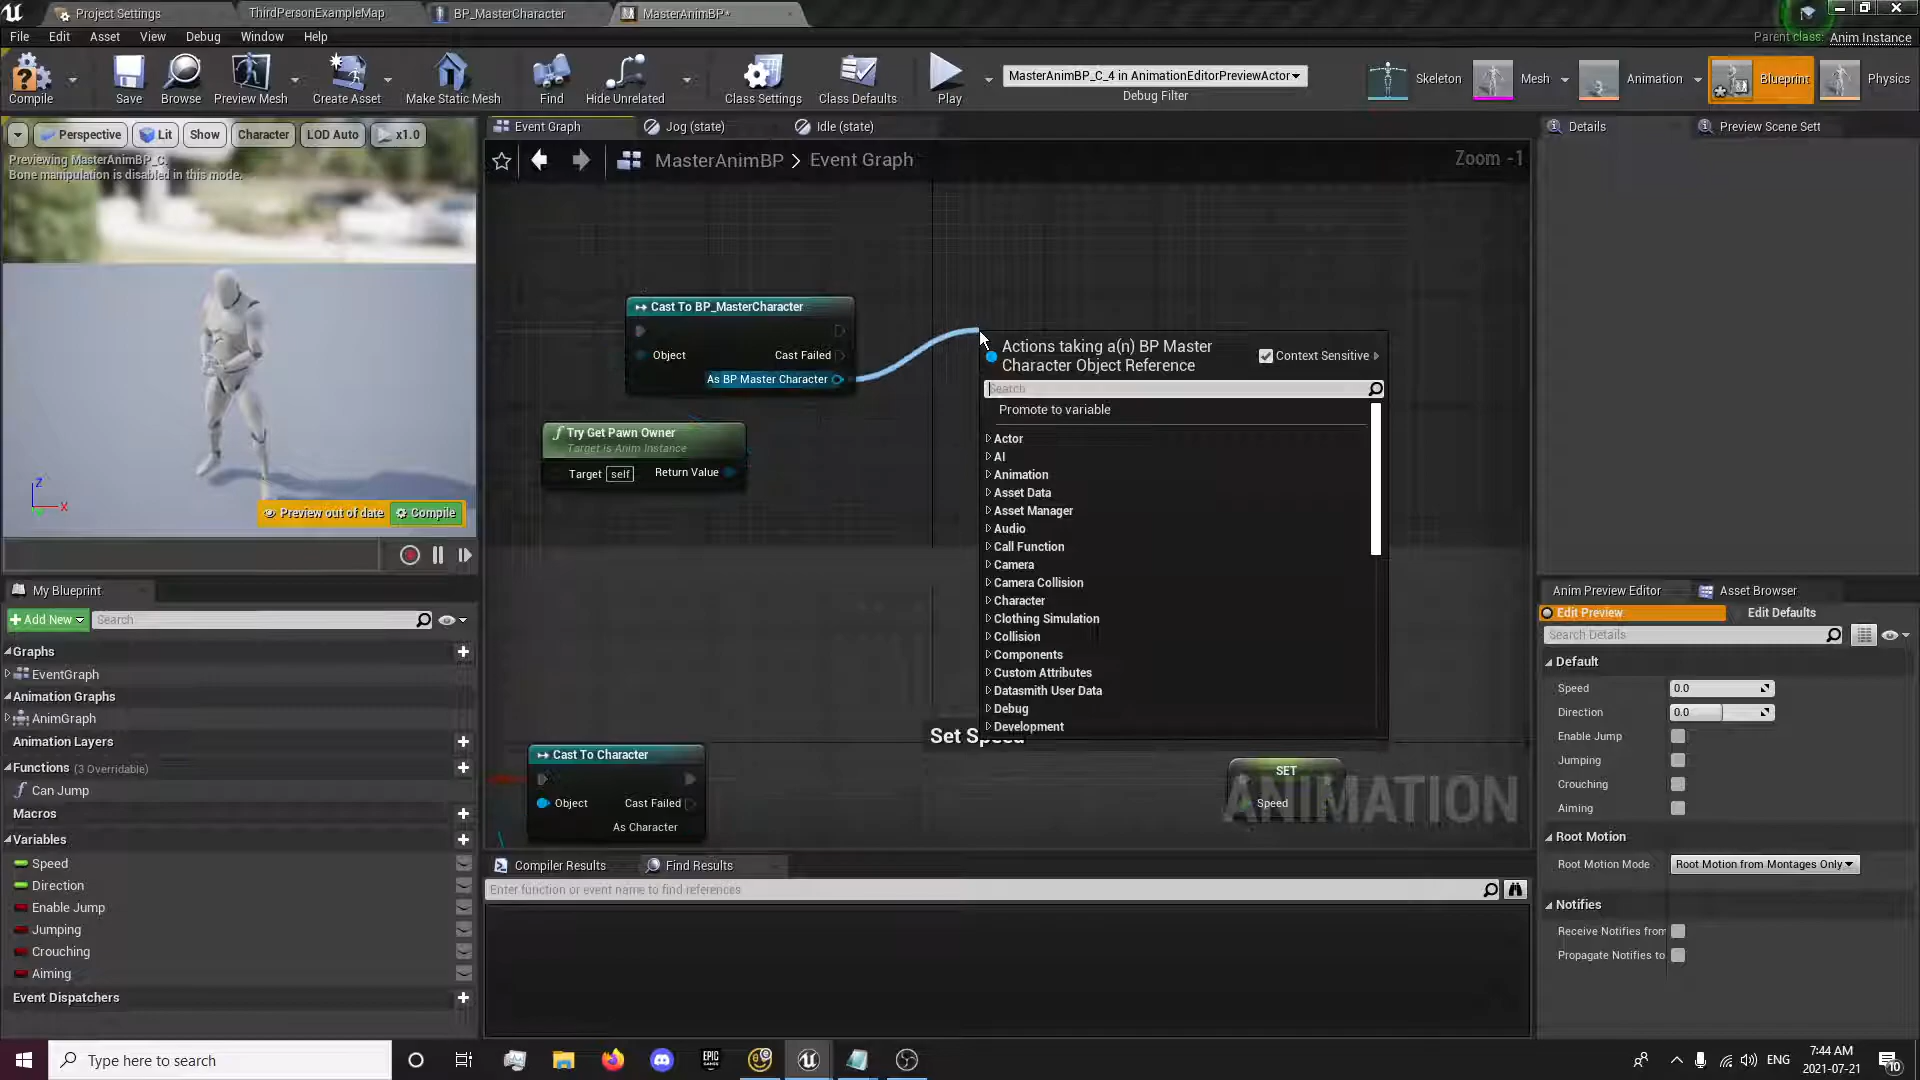 Project Settings
ThirdPersonExampleMap
BP_MasterCharacter
MasterAnimBP*
File Edit Asset View Debug Window Help
Parent class: Anim Instance
Compile
Save
Browse
Preview Mesh
Create Asset
Make Static Mesh
Find
Hide Unrelated
Class Settings
Class Defaults
Play
MasterAnimBP_C_4 in AnimationEditorPreviewActor
Debug Filter
Skeleton
Mesh
Animation
Blueprint
Physics
Perspective
Lit
Show
Character
LOD Auto
x1.0
Previewing MasterAnimBP_C.
Bone manipulation is disabled in this mode.
Z
X
Preview out of date
Compile
Event Graph
Jog (state)
Idle (state)
MasterAnimBP > Event Graph
Zoom -1
Cast To BP_MasterCharacter
Object
Cast Failed
As BP Master Character
Try Get Pawn Owner
Target is Anim Instance
Target self
Return Value
Actions taking a(n) BP Master
Character Object Reference
Context Sensitive
Search
Promote to variable
Actor
AI
Animation
Asset Data
Asset Manager
Audio
Call Function
Camera
Camera Collision
Character
Clothing Simulation
Collision
Components
Custom Attributes
Datasmith User Data
Debug
Development
Set Speed
Cast To Character
Object
Cast Failed
As Character
SET
Speed
ANIMATION
Compiler Results
Find Results
Enter function or event name to find references
My Blueprint
Add New
Search
Graphs
EventGraph
Animation Graphs
AnimGraph
Animation Layers
Functions (3 Overridable)
Can Jump
Macros
Variables
Speed
Direction
Enable Jump
Jumping
Crouching
Aiming
Event Dispatchers
Details
Preview Scene Sett
Anim Preview Editor
Asset Browser
Edit Preview
Edit Defaults
Search Details
Default
Speed 0.0
Direction 0.0
Enable Jump
Jumping
Crouching
Aiming
Root Motion
Root Motion Mode Root Motion from Montages Only
Notifies
Receive Notifies from
Propagate Notifies to
Type here to search
EPIC
GAMES
ENG
7:44 AM
2021-07-21
10